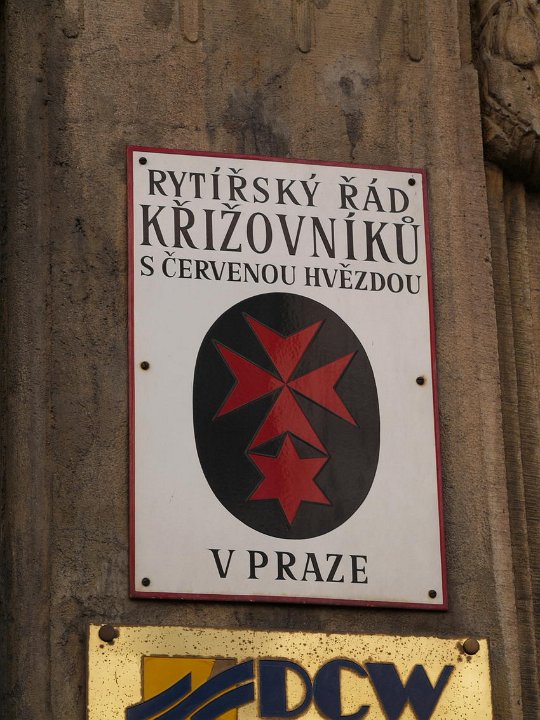 RYTÍŘSKÝ ŘÁD
KŘIŽOVNÍKŮ
S ČERVENOU HVĚZDOU
V PRAZE
DCW